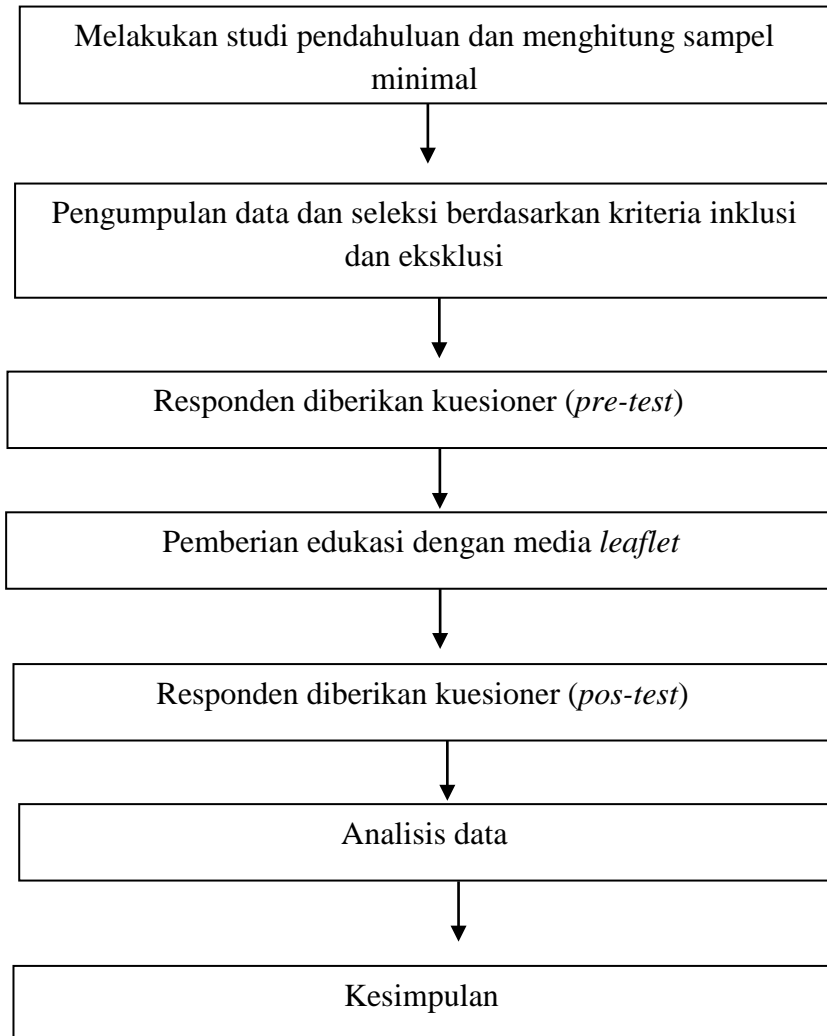 Melakukan studi pendahuluan dan menghitung sampel
minimal
Pengumpulan data dan seleksi berdasarkan kriteria inklusi
dan eksklusi
Responden diberikan kuesioner (pre-test)
Pemberian edukasi dengan media leaflet
Responden diberikan kuesioner (pos-test)
Analisis data
Kesimpulan